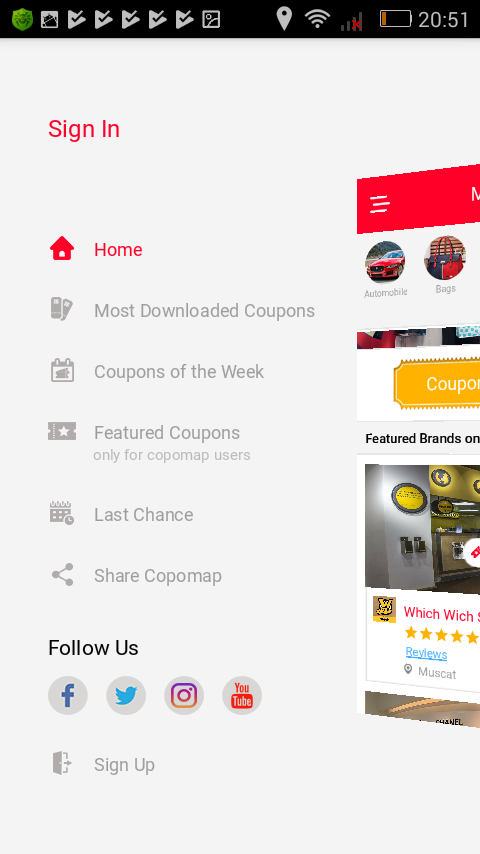 20:51
Sign In
Home
Most Downloaded Coupons
Coupons of the Week
Featured Coupons
only for copomap users
Last Chance
Share Copomap
Follow Us
You
Tube
Sign Up
M
Automobile
Bags
Coupon
Featured Brands on
Which Wich S
Reviews
Muscat
CHANEL